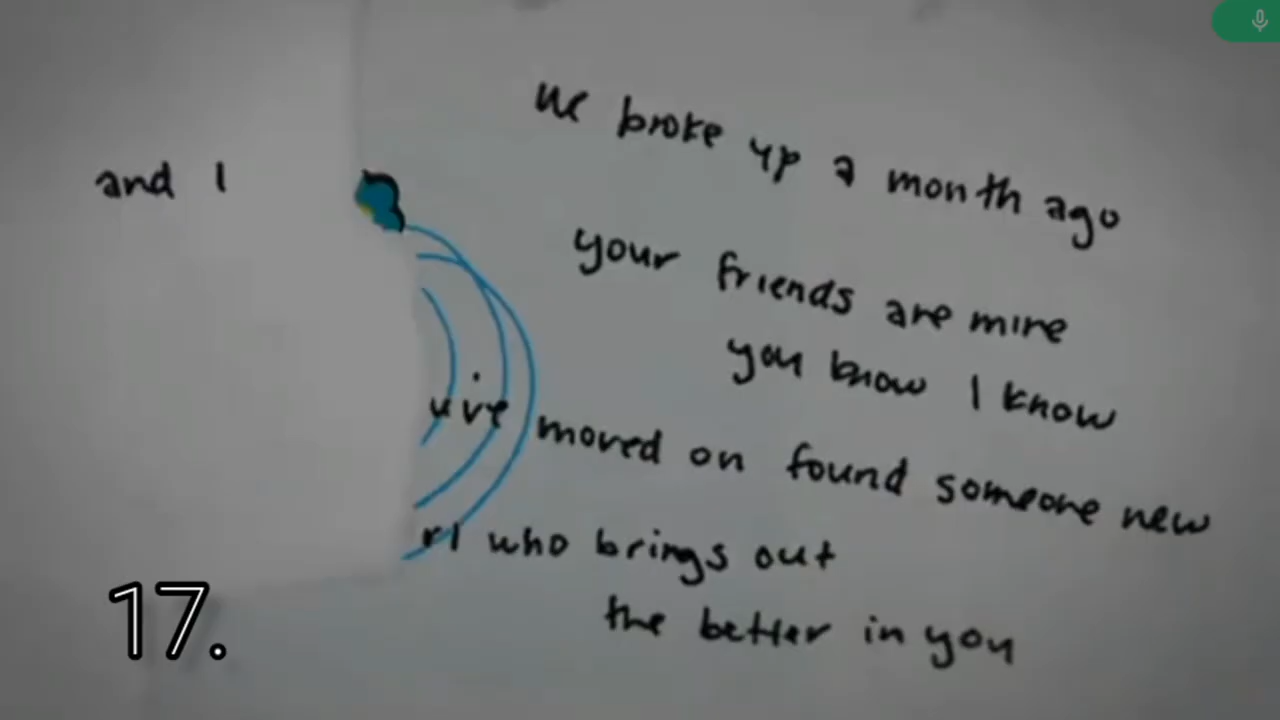 and I
we broke up a month ago
your friends are mine
you know I know
uve moved on found someone new
rl who brings out
the better in you
17.